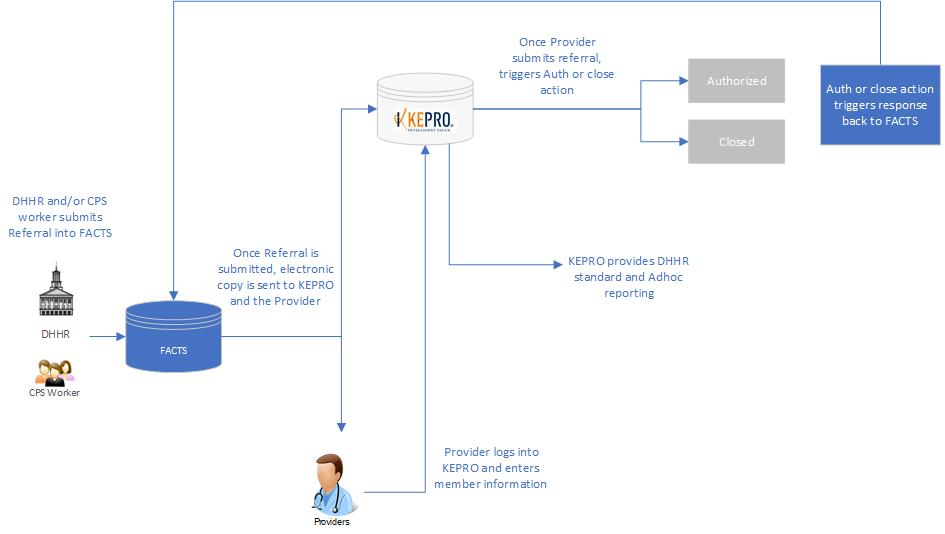 Once Provider
submits referral,
triggers Auth or close
action
Authorized
Closed
Auth or close action
triggers response
back to FACTS
KEPRO
INTELLIGENT VALUE
DHHR and/or CPS
worker submits
Referral into FACTS
Once Referral is
submitted, electronic
copy is sent to KEPRO
and the Provider
KEPRO provides DHHR
standard and Adhoc
reporting
DHHR
FACTS
CPS Worker
Provider logs into
KEPRO and enters
member information
Providers